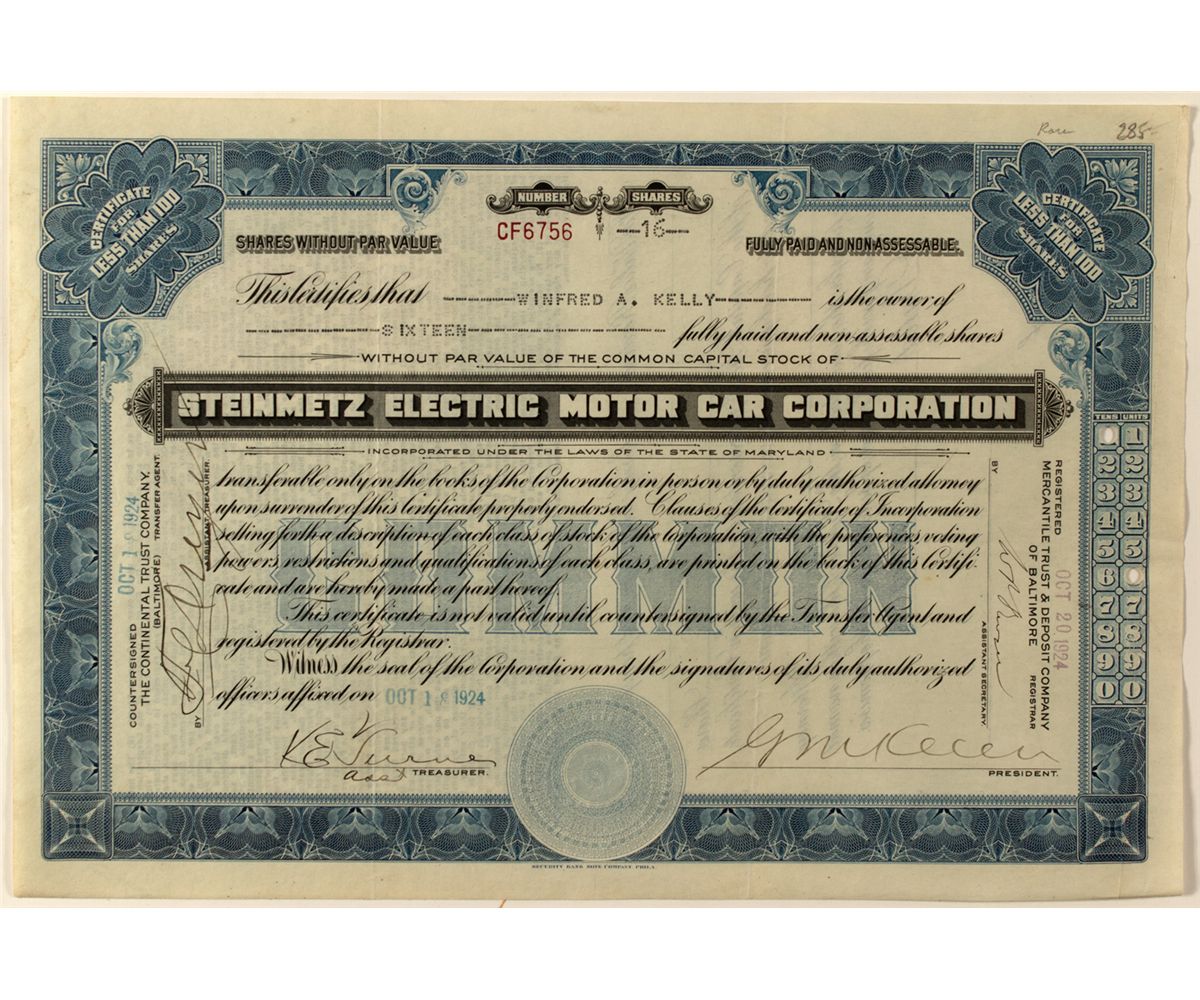 Rare 285-
CERTIFICATE
FOR
LESS THAN 100
SHARES
NUMBER SHARES
CF6756 16
CERTIFICATE
FOR
LESS THAN 100
SHARES
SHARES WITHOUT PAR VALUE
FULLY PAID AND NON ASSESSABLE.
This Certifies that WINFRED A. KELLY is the owner of
SIXTEEN fully paid and non-assessable shares
WITHOUT PAR VALUE OF THE COMMON CAPITAL STOCK OF
STEINMETZ ELECTRIC MOTOR CAR CORPORATION
INCORPORATED UNDER THE LAWS OF THE STATE OF MARYLAND
transferable only on the books of the Corporation in person or by duly authorized attorney
upon surrender of this Certificate properly endorsed. Clauses of the Certificate of Incorporation
setting forth a description of each class of stock of the Corporation, with the preferences, voting
powers, restrictions and qualifications of each class, are printed on the back of this Certifi-
cate and are hereby made a part hereof.
This certificate is not valid until countersigned by the Transfer Agent and
registered by the Registrar.
Witness the seal of the Corporation and the signatures of its duly authorized
officers affixed on OCT 18 1924
COMMON
asst TREASURER.
PRESIDENT.
COUNTERSIGNED OCT 18 1924
THE CONTINENTAL TRUST COMPANY.
(BALTIMORE) TRANSFER AGENT
BY ASSISTANT TREASURER.
REGISTERED OCT 20 1924
MERCANTILE TRUST & DEPOSIT COMPANY
OF BALTIMORE REGISTRAR
BY ASSISTANT SECRETARY.
TENS UNITS
1
2 2
3 3
4 4
5 5
6
7 7
8 8
9 9
0 0
SECURITY BANK NOTE COMPANY PHILA.